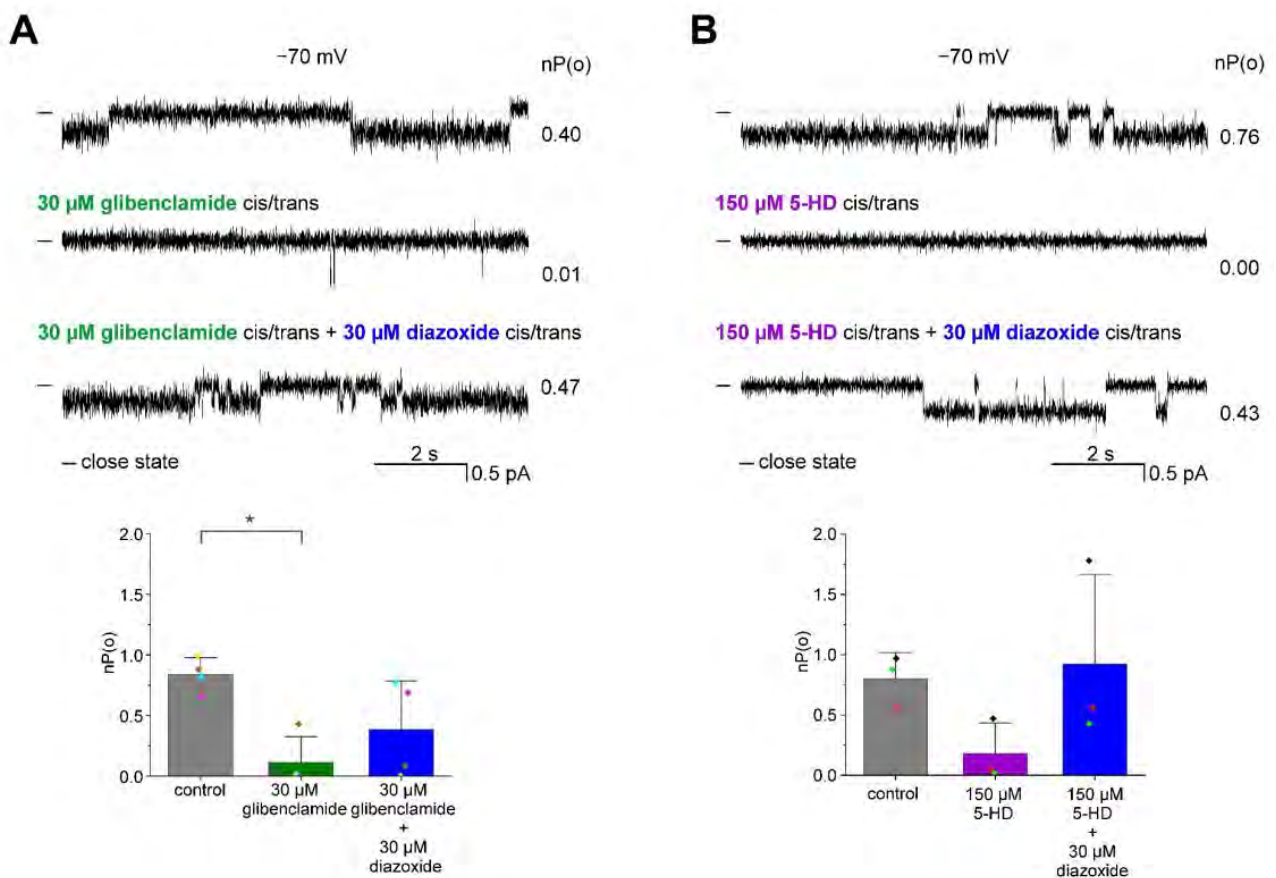 A
−70 mV
nP(o)
0.40
30 µM glibenclamide cis/trans
0.01
30 µM glibenclamide cis/trans + 30 µM diazoxide cis/trans
0.47
– close state
2 s
0.5 pA
*
nP(o)
2.0
1.5
1.0
0.5
0.0
control
30 µM
glibenclamide
30 µM
glibenclamide
+
30 µM
diazoxide
B
−70 mV
nP(o)
0.76
150 µM 5-HD cis/trans
0.00
150 µM 5-HD cis/trans + 30 µM diazoxide cis/trans
0.43
– close state
2 s
0.5 pA
nP(o)
2.0
1.5
1.0
0.5
0.0
control
150 µM
5-HD
150 µM
5-HD
+
30 µM
diazoxide